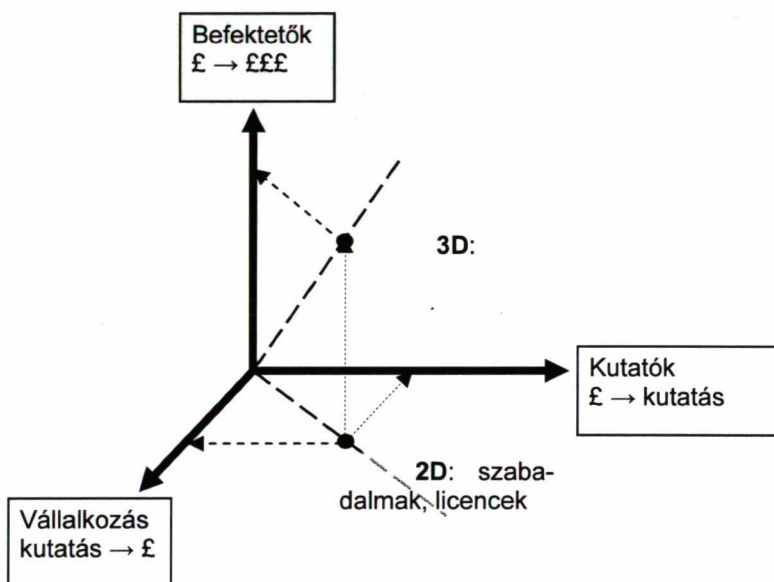 Befektetők
£ → £££
3D:
Kutatók
£ → kutatás
2D: szaba-
dalmak, licencek
Vállalkozás
kutatás → £